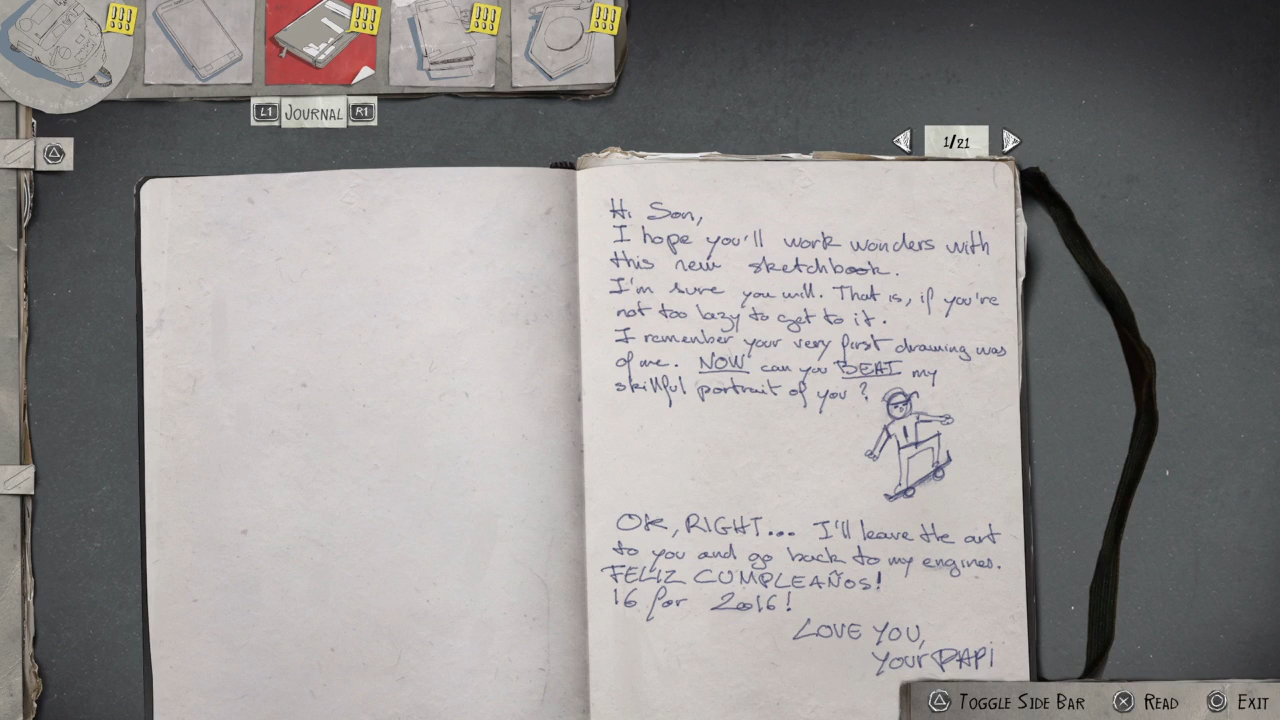 L1 JOURNAL R1
1/21
Hi Son,
I hope you'll work wonders with
this new sketchbook.
I'm sure you will. That is, if you're
not too lazy to get to it.
I remember your very first drawing was
of me. NOW can you BEAT my
skillful portrait of you?
OK, RIGHT... I'll leave the art
to you and go back to my engines.
FELIZ CUMPLEAÑOS!
16 for 2016!
LOVE YOU,
Your PAPI
TOGGLE SIDE BAR READ EXIT